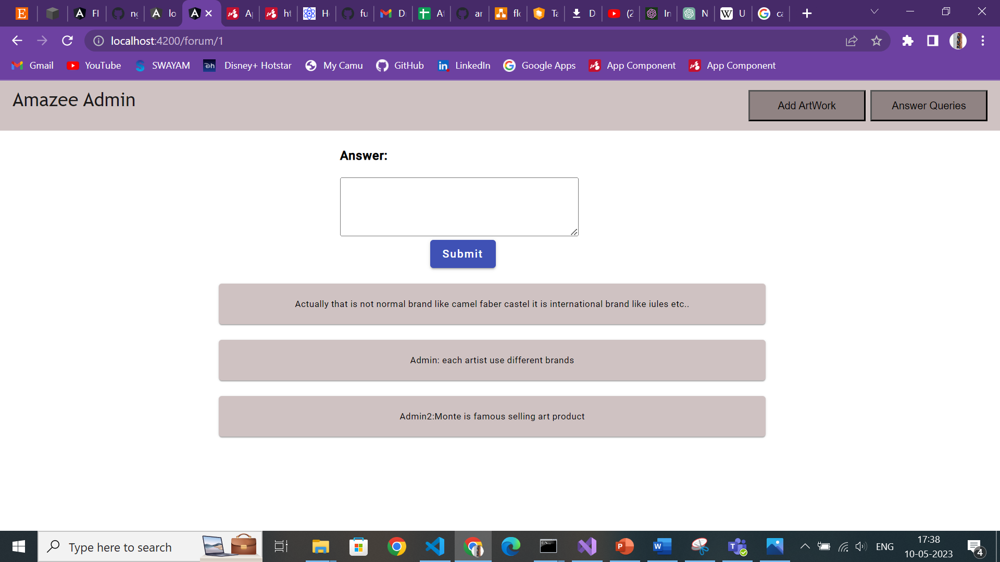 FI
lo
A
ht
H
fu
D
A
ar
flo
Ta
D
(2
In
N
U
ca
localhost:4200/forum/1
Gmail YouTube SWAYAM Disney+ Hotstar My Camu GitHub LinkedIn Google Apps App Component App Component
Amazee Admin
Add ArtWork
Answer Queries
Answer:
Submit
Actually that is not normal brand like camel faber castel it is international brand like iules etc..
Admin: each artist use different brands
Admin2:Monte is famous selling art product
Type here to search
ENG
17:38
10-05-2023
4